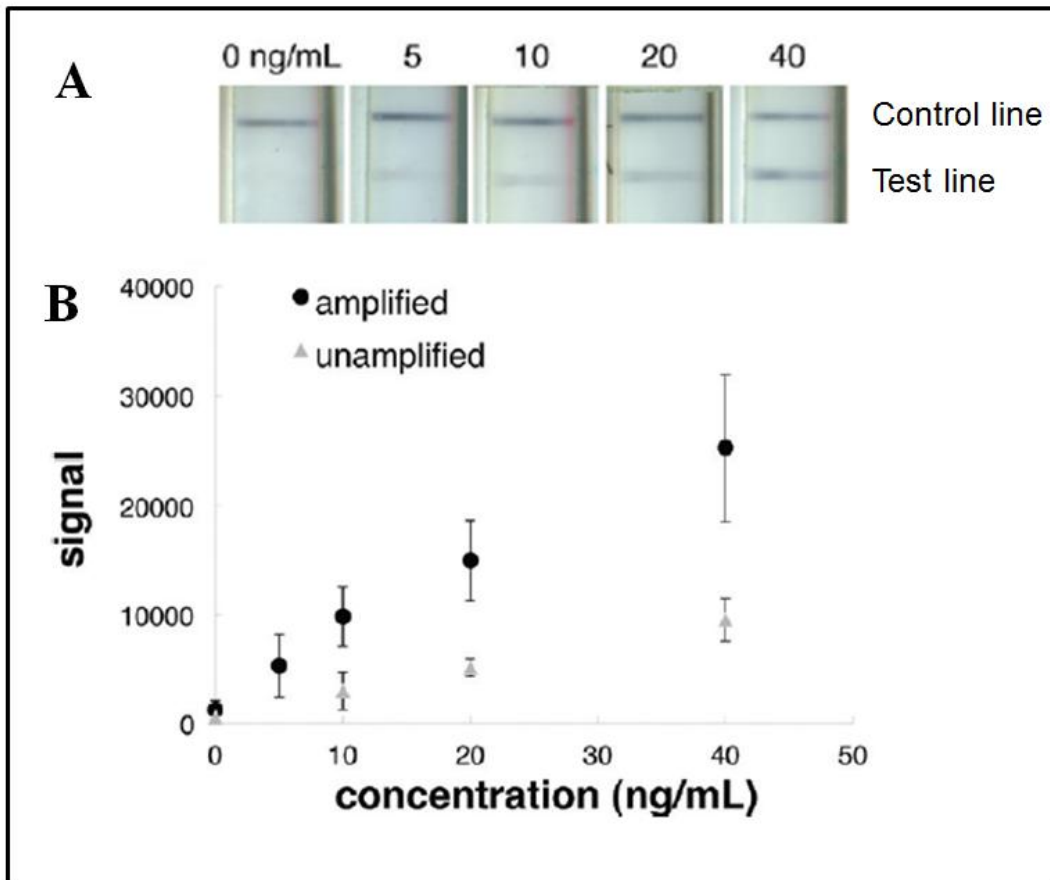 0 ng/mL 5 10 20 40
A
Control line
Test line
B
40000
amplified
unamplified
30000
20000
10000
0
signal
0 10 20 30 40 50
concentration (ng/mL)